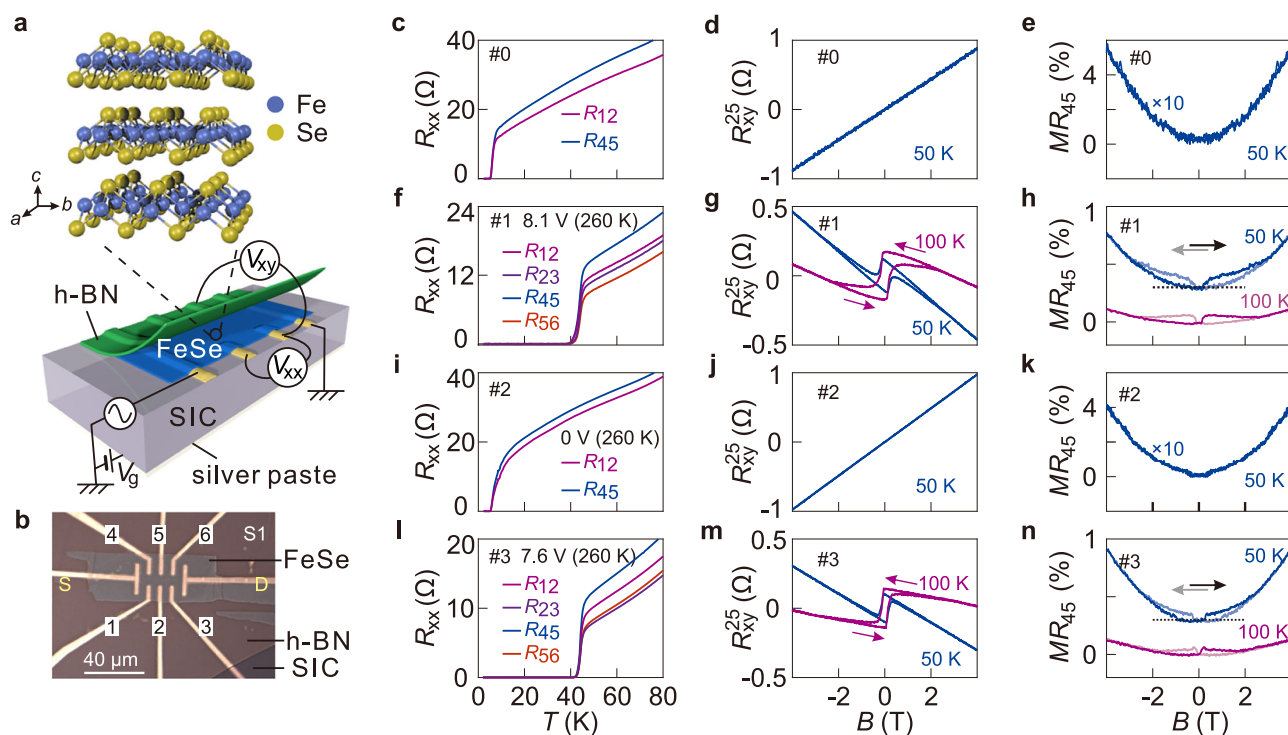 a
Fe
Se
c
a
b
h-BN
FeSe
Vxy
Vxx
SIC
Vg
silver paste
b
4 5 6 S1
FeSe
S D
1 2 3
h-BN
SIC
40 µm
c
#0
Rxx (Ω)
40
20
0
R12
R45
d
#0
R25xy (Ω)
1
0
-1
50 K
e
#0
MR45 (%)
4
0
×10
50 K
f
#1 8.1 V (260 K)
Rxx (Ω)
24
12
0
R12
R23
R45
R56
g
#1
R25xy (Ω)
0.5
0
-0.5
100 K
50 K
h
#1
MR45 (%)
1
0
50 K
100 K
i
#2
Rxx (Ω)
40
20
0
0 V (260 K)
R12
R45
j
#2
R25xy (Ω)
1
0
-1
50 K
k
#2
MR45 (%)
4
0
×10
50 K
l
#3 7.6 V (260 K)
Rxx (Ω)
20
10
0
R12
R23
R45
R56
0 20 40 60 80
T (K)
m
#3
R25xy (Ω)
0.5
0
-0.5
100 K
50 K
-2 0 2
B (T)
n
#3
MR45 (%)
1
0
50 K
100 K
-2 0 2
B (T)